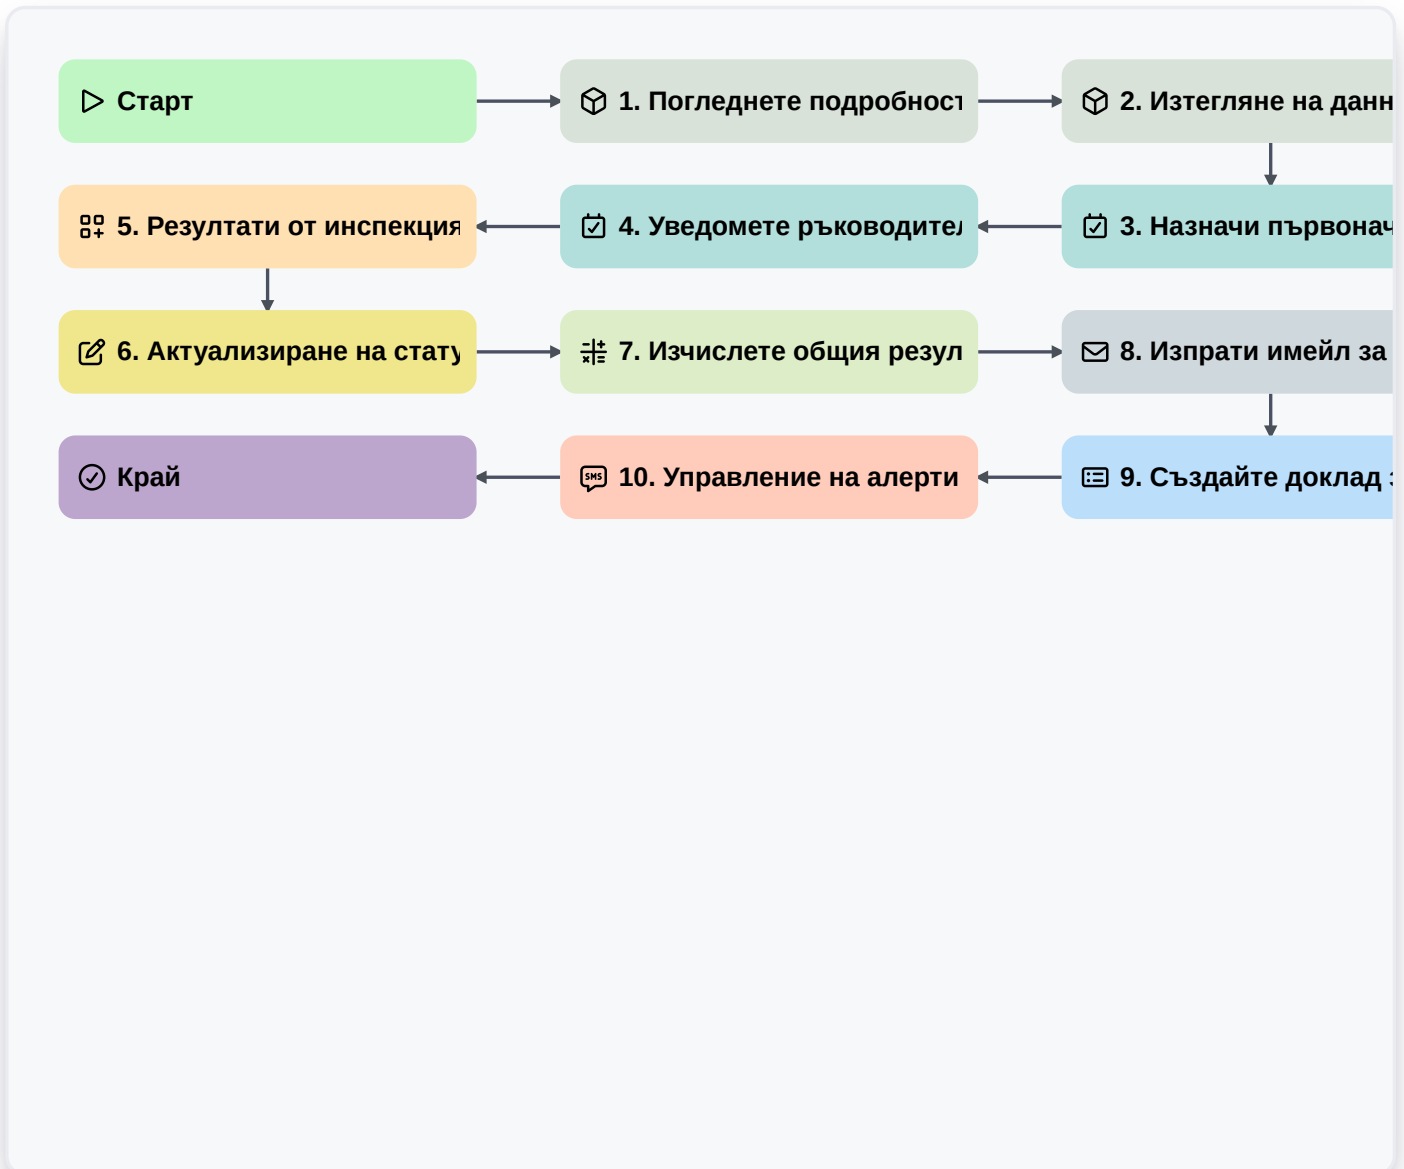 Старт
1. Погледнете подробност
2. Изтегляне на данн
5. Резултати от инспекция
4. Уведомете ръководител
3. Назначи първонач
6. Актуализиране на стату
7. Изчислете общия резул
8. Изпрати имейл за
Край
10. Управление на алерти
9. Създайте доклад з